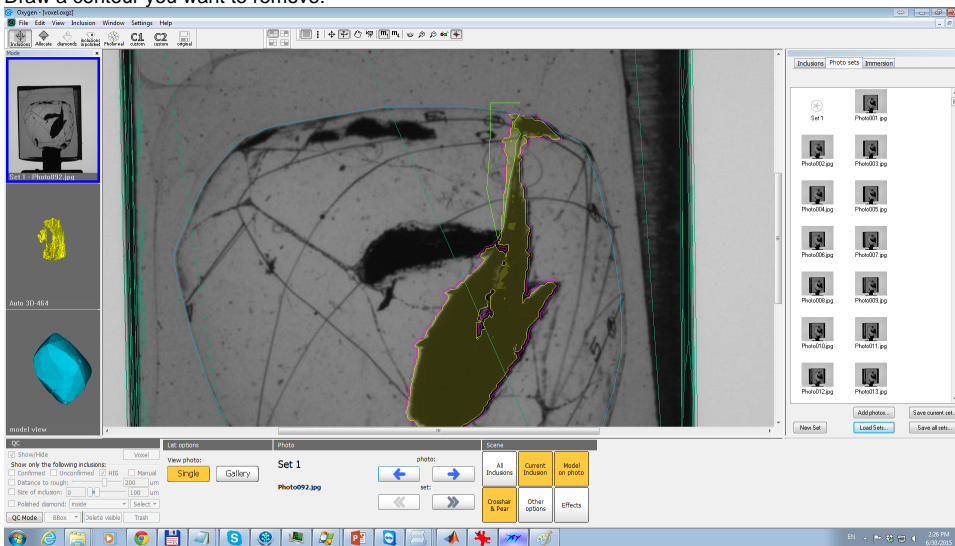 Draw a contour you want to remove.
Oxygen - [voxel.oxgz]
File Edit View Inclusion Window Settings Help
Inclusions Allocate diamonds inclusions in polished Photoreal C1 custom C2 custom original
Mode
Set 1 - Photo092.jpg
Auto 3D-464
model view
Inclusions Photo sets Immersion
Set 1 Photo001.jpg
Photo002.jpg Photo003.jpg
Photo004.jpg Photo005.jpg
Photo006.jpg Photo007.jpg
Photo008.jpg Photo009.jpg
Photo010.jpg Photo011.jpg
Photo012.jpg Photo013.jpg
Add photos... Save current set...
New Set Load Sets... Save all sets...
QC
Show/Hide Voxel
Show only the following inclusions:
Confirmed Unconfirmed HIG Manual
Distance to rough: 200 um
Size of inclusion: 0 100 um
Polished diamond: inside Select
QC Mode BBox Delete visible Trash
List options
View photo:
Single Gallery
Photo
Set 1
Photo092.jpg
photo:
set:
Scene
All Inclusions Current Inclusion Model on photo
Crosshair & Pear Other options Effects
EN 2:26 PM
6/30/2015